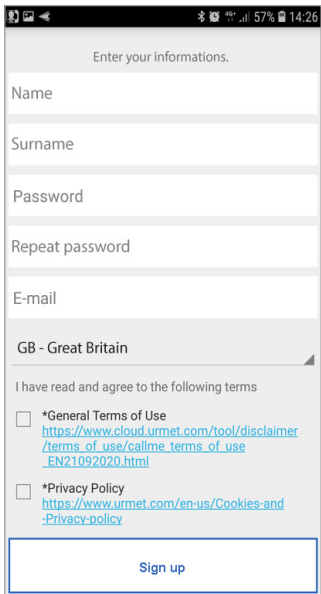 4G+ 57% 14:26
Enter your informations.
Name
Surname
Password
Repeat password
E-mail
GB - Great Britain
I have read and agree to the following terms
*General Terms of Use
https://www.cloud.urmet.com/tool/disclaimer
/terms_of_use/callme_terms_of_use
_EN21092020.html
*Privacy Policy
https://www.urmet.com/en-us/Cookies-and
-Privacy-policy
Sign up